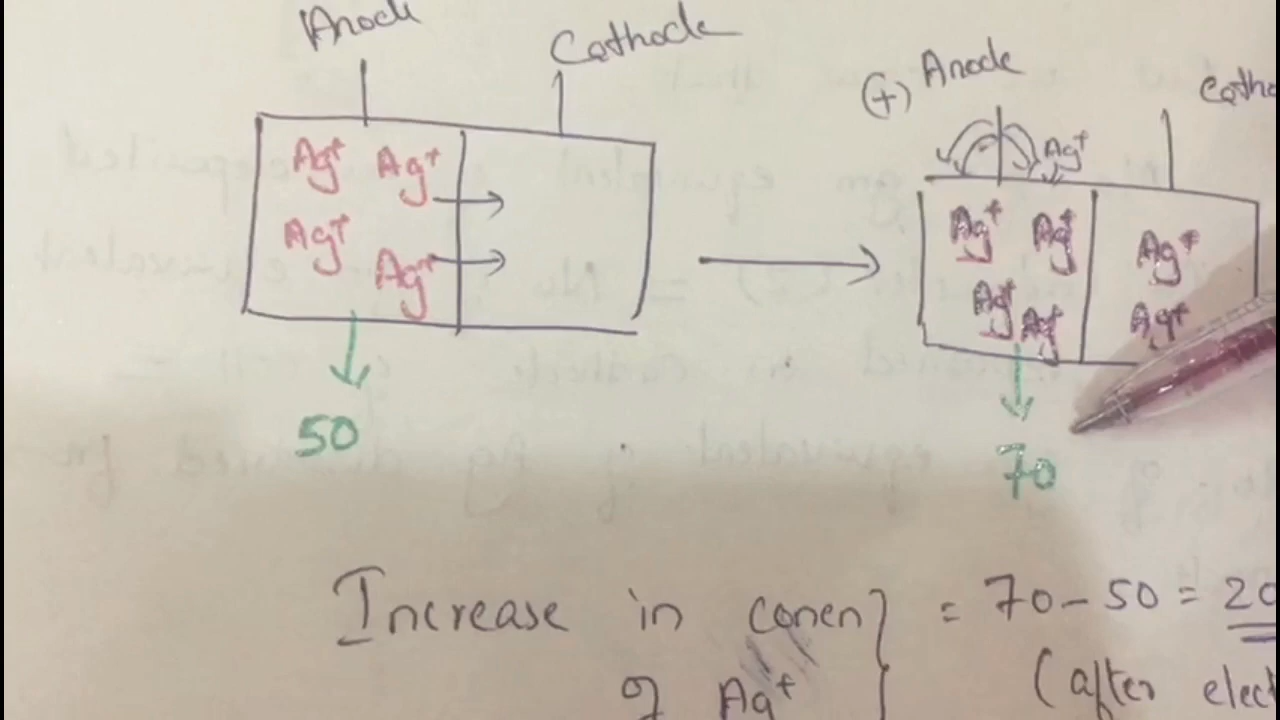 Anode Cathode
(+) Anode
Ag+ Ag+
Ag+ Ag+
Ag+
Ag+ Ag+ Ag+
Ag+ Ag+ Ag+
50
70
Increase in concn } = 70 - 50 = 20
of Ag+ (after